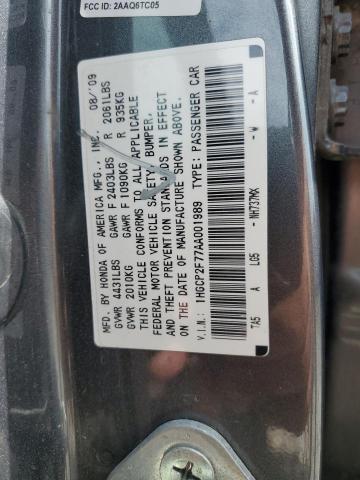 FCC ID: 2AAQ6TC05
MFG. BY HONDA OF AMERICA MFG., INC. 08/'09
GVWR 4431LBS GAWR F 2403LBS R 2061LBS
GVWR 2010KG GAWR F 1090KG R 935KG
THIS VEHICLE CONFORMS TO ALL APPLICABLE
FEDERAL MOTOR VEHICLE SAFETY, BUMPER,
AND THEFT PREVENTION STANDARDS IN EFFECT
ON THE DATE OF MANUFACTURE SHOWN ABOVE.
V.I.N.: 1HGCP2F77AA001989 TYPE: PASSENGER CAR
TA5 A L05 - NH737MX - W - A